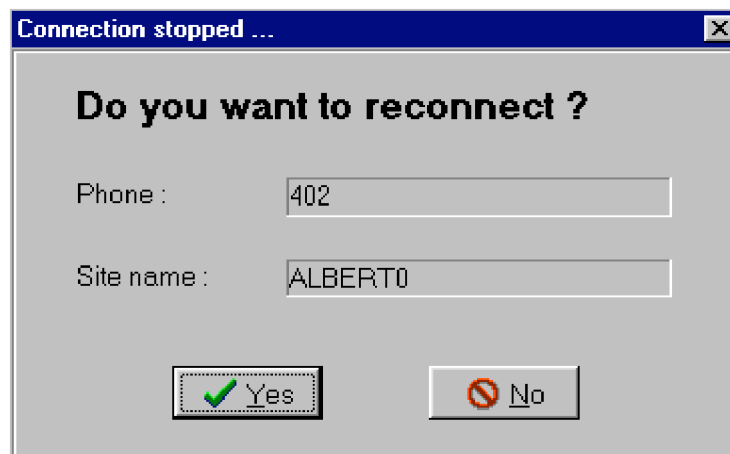 Connection stopped ...
Do you want to reconnect ?
Phone : 402
Site name : ALBERT0
Yes No